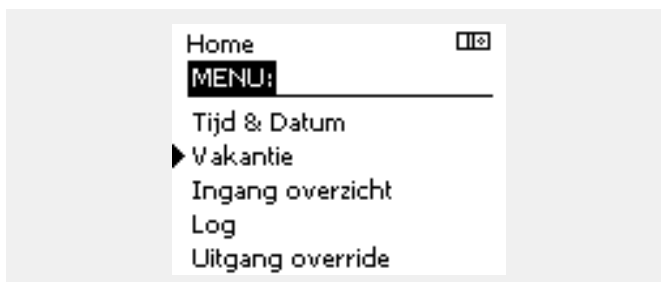 Home
MENU:
Tijd & Datum
Vakantie
Ingang overzicht
Log
Uitgang override